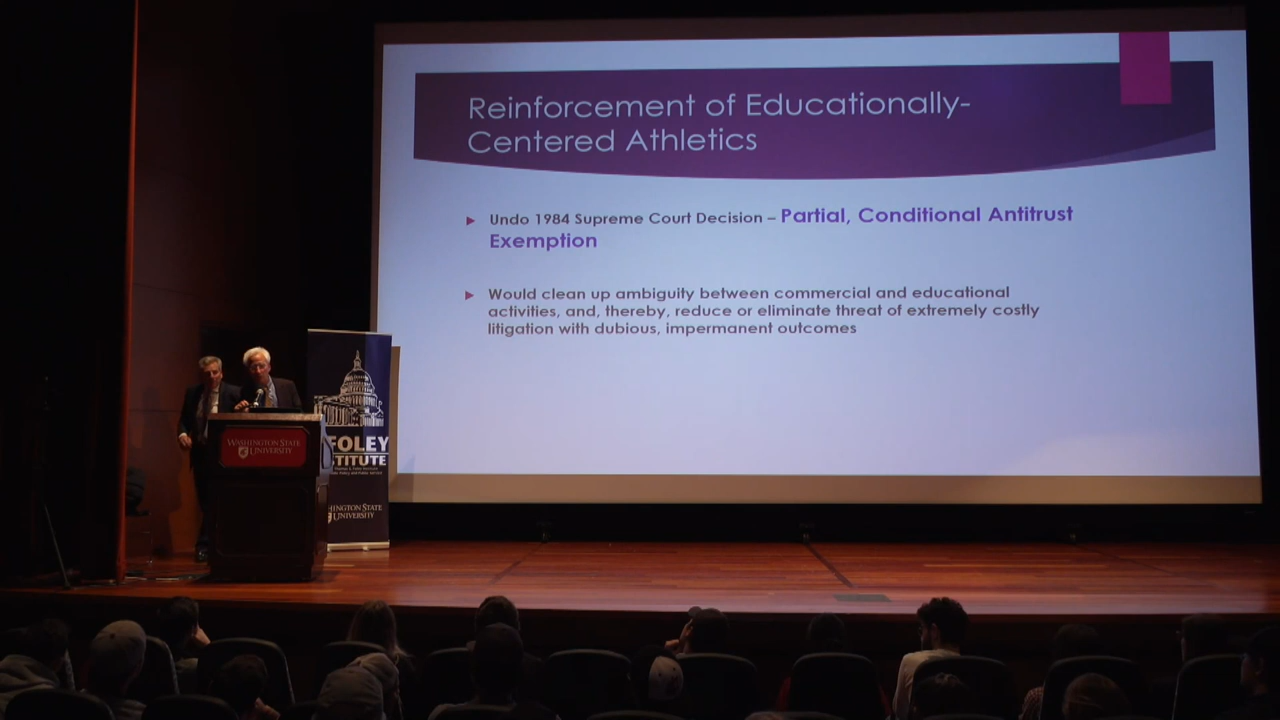 Reinforcement of Educationally-
Centered Athletics
Undo 1984 Supreme Court Decision – Partial, Conditional Antitrust
Exemption
Would clean up ambiguity between commercial and educational
activities, and, thereby, reduce or eliminate threat of extremely costly
litigation with dubious, impermanent outcomes
WASHINGTON STATE
UNIVERSITY
FOLEY
TITUTE
INGTON STATE
UNIVERSITY